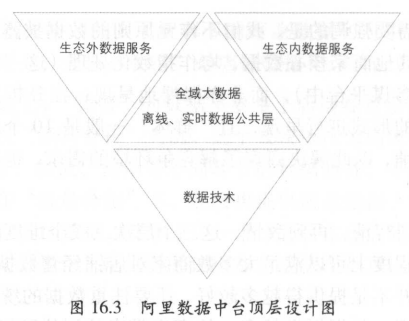 生态外数据服务
生态内数据服务
全域大数据
离线、实时数据公共层
数据技术
图 16.3 阿里数据中台顶层设计图